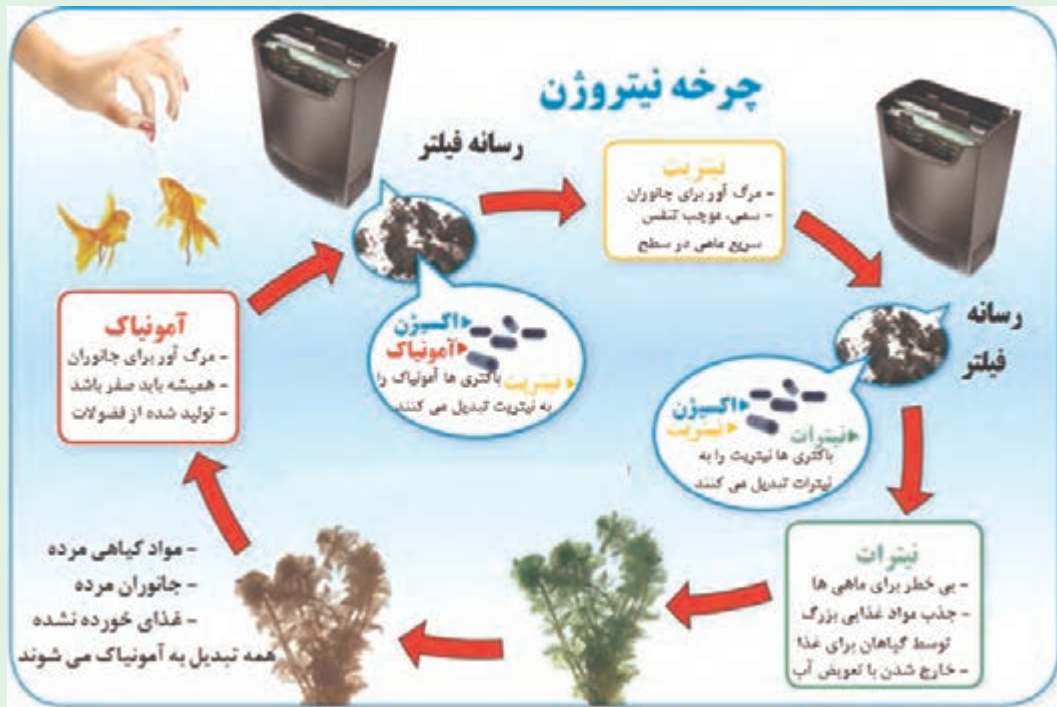 چرخه نیتروژن
رسانه فیلتر
نیتریت
- مرگ آور برای جانوران
- سمی، موجب تنفس
سریع ماهی در سطح
رسانه
فیلتر
آمونیاک
- مرگ آور برای جانوران
- همیشه باید صفر باشد
- تولید شده از فضولات
اکسیژن
آمونیاک
نیتریت
باکتری ها آمونیاک را
به نیتریت تبدیل می کنند
اکسیژن
نیتریت
نیترات
باکتری ها نیتریت را به
نیترات تبدیل می کنند
نیترات
- بی خطر برای ماهی ها
- جذب مواد غذایی بزرگ
توسط گیاهان برای غذا
- خارج شدن با تعویض آب
- مواد گیاهی مرده
- جانوران مرده
- غذای خورده نشده
همه تبدیل به آمونیاک می شوند